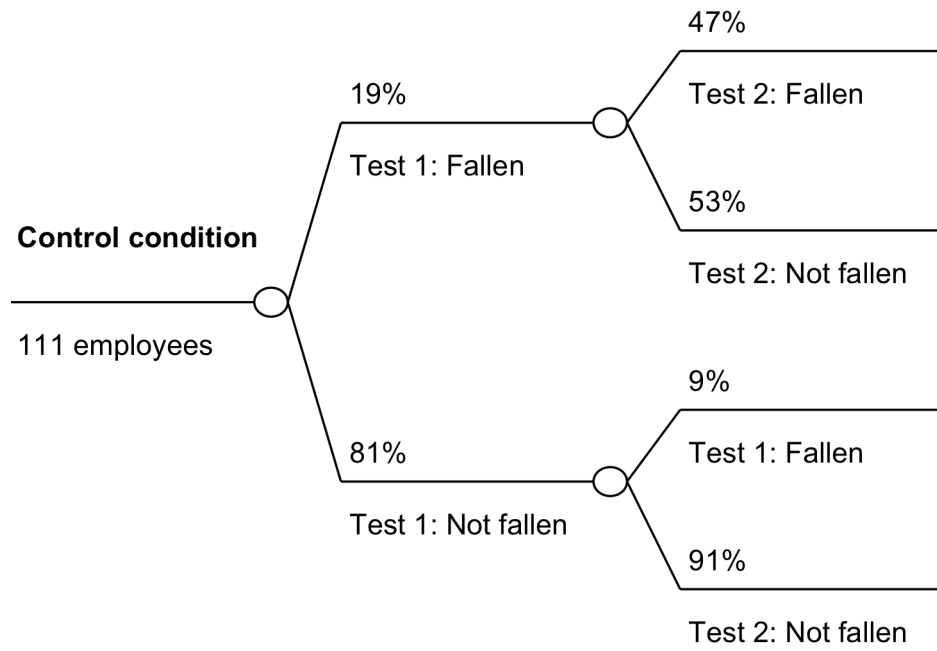 47%
19%
Test 2: Fallen
Test 1: Fallen
53%
Control condition
Test 2: Not fallen
111 employees
9%
81%
Test 1: Fallen
Test 1: Not fallen
91%
Test 2: Not fallen